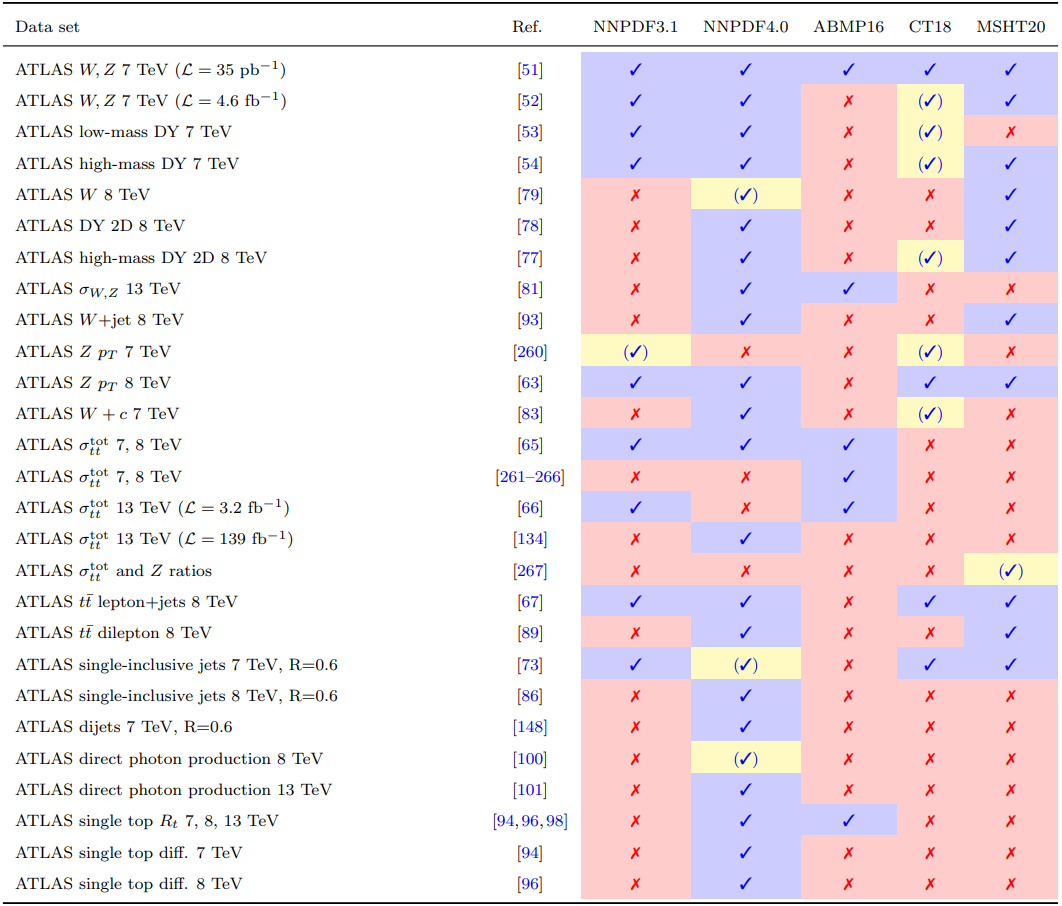 Data set Ref. NNPDF3.1 NNPDF4.0 ABMP16 CT18 MSHT20
ATLAS W, Z 7 TeV (ℒ = 35 pb⁻¹) [51] ✓ ✓ ✓ ✓ ✓
ATLAS W, Z 7 TeV (ℒ = 4.6 fb⁻¹) [52] ✓ ✓ ✗ (✓) ✓
ATLAS low-mass DY 7 TeV [53] ✓ ✓ ✗ (✓) ✗
ATLAS high-mass DY 7 TeV [54] ✓ ✓ ✗ (✓) ✓
ATLAS W 8 TeV [79] ✗ (✓) ✗ ✗ ✓
ATLAS DY 2D 8 TeV [78] ✗ ✓ ✗ ✗ ✓
ATLAS high-mass DY 2D 8 TeV [77] ✗ ✓ ✗ (✓) ✓
ATLAS σ_{W,Z} 13 TeV [81] ✗ ✓ ✓ ✗ ✗
ATLAS W+jet 8 TeV [93] ✗ ✓ ✗ ✗ ✓
ATLAS Z p_T 7 TeV [260] (✓) ✗ ✗ (✓) ✗
ATLAS Z p_T 8 TeV [63] ✓ ✓ ✗ ✓ ✓
ATLAS W + c 7 TeV [83] ✗ ✓ ✗ (✓) ✗
ATLAS σ_{tt}^{tot} 7, 8 TeV [65] ✓ ✓ ✓ ✗ ✗
ATLAS σ_{tt}^{tot} 7, 8 TeV [261–266] ✗ ✗ ✓ ✗ ✗
ATLAS σ_{tt}^{tot} 13 TeV (ℒ = 3.2 fb⁻¹) [66] ✓ ✗ ✓ ✗ ✗
ATLAS σ_{tt}^{tot} 13 TeV (ℒ = 139 fb⁻¹) [134] ✗ ✓ ✗ ✗ ✗
ATLAS σ_{tt}^{tot} and Z ratios [267] ✗ ✗ ✗ ✗ (✓)
ATLAS tt̄ lepton+jets 8 TeV [67] ✓ ✓ ✗ ✓ ✓
ATLAS tt̄ dilepton 8 TeV [89] ✗ ✓ ✗ ✗ ✓
ATLAS single-inclusive jets 7 TeV, R=0.6 [73] ✓ (✓) ✗ ✓ ✓
ATLAS single-inclusive jets 8 TeV, R=0.6 [86] ✗ ✓ ✗ ✗ ✗
ATLAS dijets 7 TeV, R=0.6 [148] ✗ ✓ ✗ ✗ ✗
ATLAS direct photon production 8 TeV [100] ✗ (✓) ✗ ✗ ✗
ATLAS direct photon production 13 TeV [101] ✗ ✓ ✗ ✗ ✗
ATLAS single top R_t 7, 8, 13 TeV [94,96,98] ✗ ✓ ✓ ✗ ✗
ATLAS single top diff. 7 TeV [94] ✗ ✓ ✗ ✗ ✗
ATLAS single top diff. 8 TeV [96] ✗ ✓ ✗ ✗ ✗